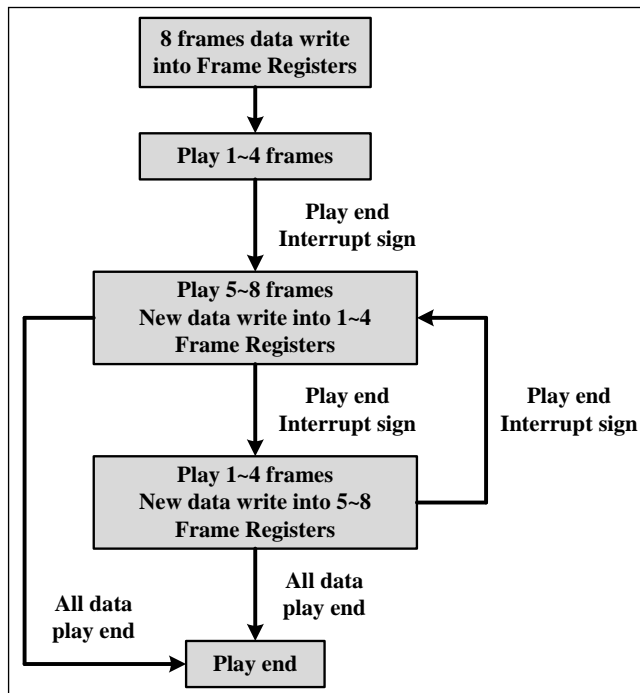 8 frames data write
into Frame Registers
Play 1~4 frames
Play end
Interrupt sign
Play 5~8 frames
New data write into 1~4
Frame Registers
Play end
Interrupt sign
Play end
Interrupt sign
Play 1~4 frames
New data write into 5~8
Frame Registers
All data
play end
All data
play end
Play end